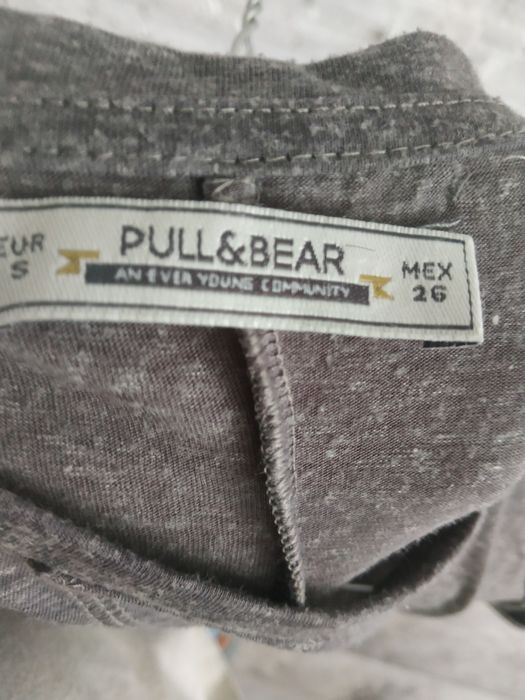 EUR
S
PULL&BEAR
AN EVER YOUNG COMMUNITY
MEX
26